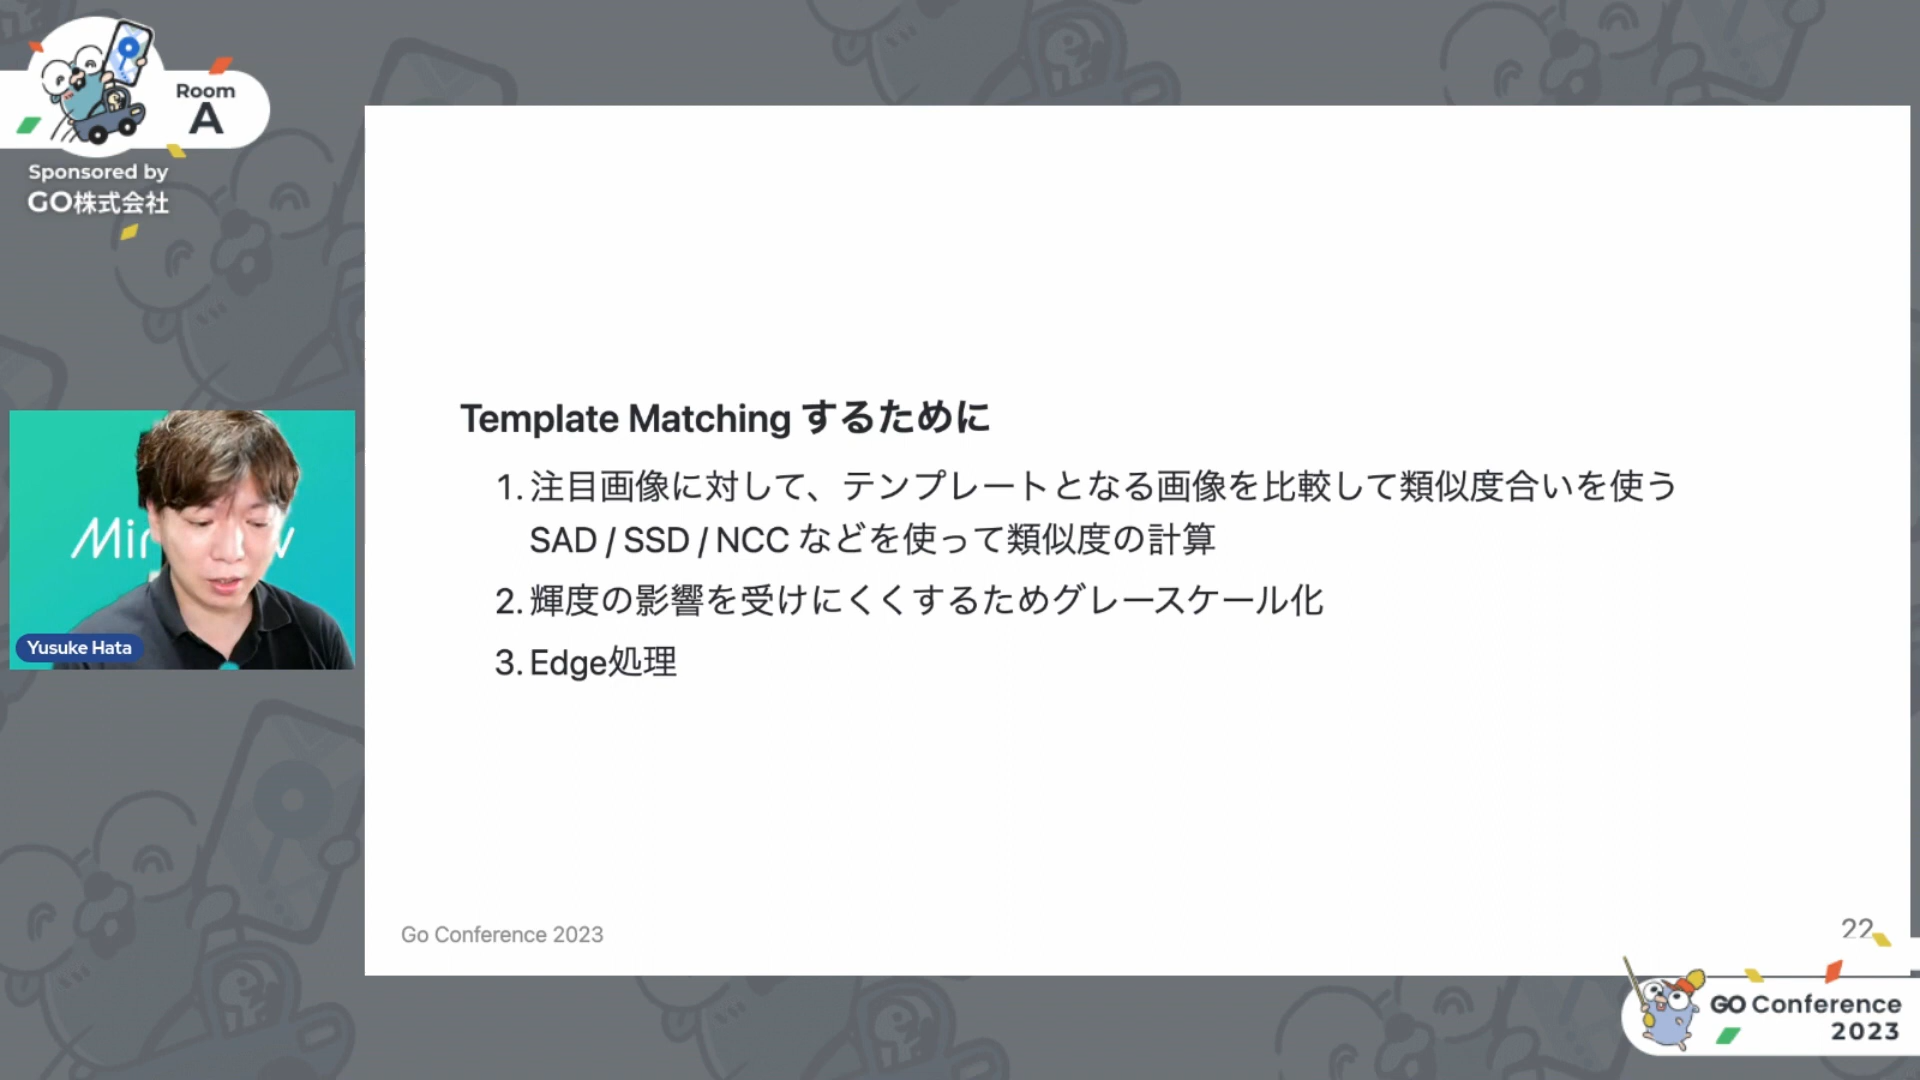 Room
A
Sponsored by
GO株式会社
Yusuke Hata
Template Matching するために
1. 注目画像に対して、テンプレートとなる画像を比較して類似度合いを使う
SAD / SSD / NCC などを使って類似度の計算
2. 輝度の影響を受けにくくするためグレースケール化
3. Edge処理
Go Conference 2023
22
GO Conference
2023